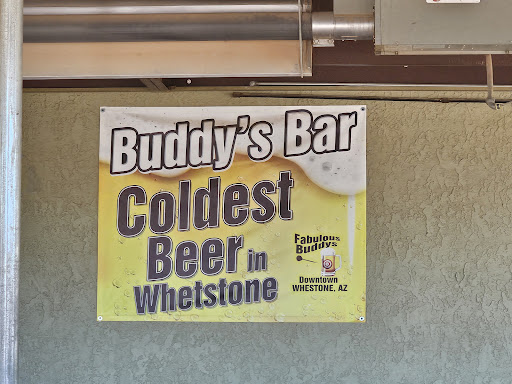 Buddy's Bar
Coldest
Beer in
Whetstone
Fabulous
Buddys
Downtown
WHESTONE, AZ